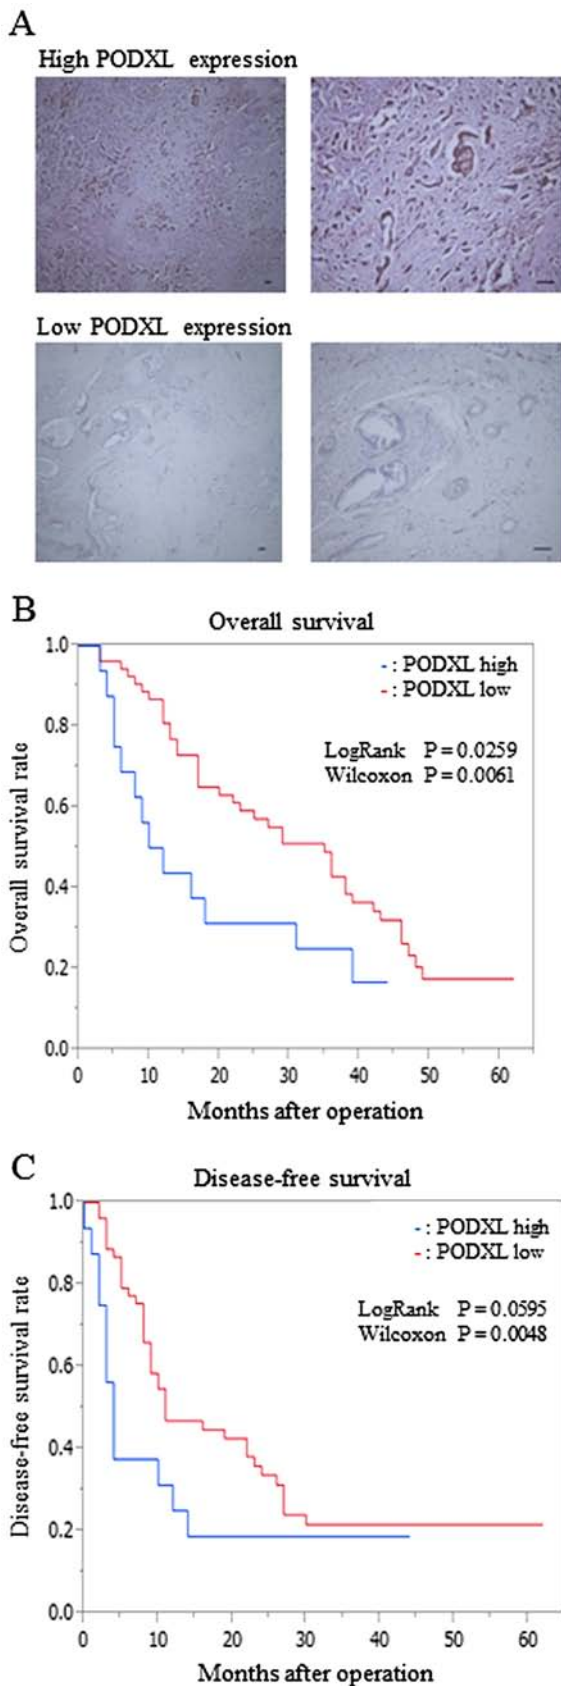 A
High PODXL expression
Low PODXL expression
B
Overall survival
1.0
0.8
0.6
0.4
0.2
0.0
Overall survival rate
- : PODXL high
- : PODXL low
LogRank P = 0.0259
Wilcoxon P = 0.0061
0 10 20 30 40 50 60
Months after operation
C
Disease-free survival
1.0
0.8
0.6
0.4
0.2
0.0
Disease-free survival rate
- : PODXL high
- : PODXL low
LogRank P = 0.0595
Wilcoxon P = 0.0048
0 10 20 30 40 50 60
Months after operation